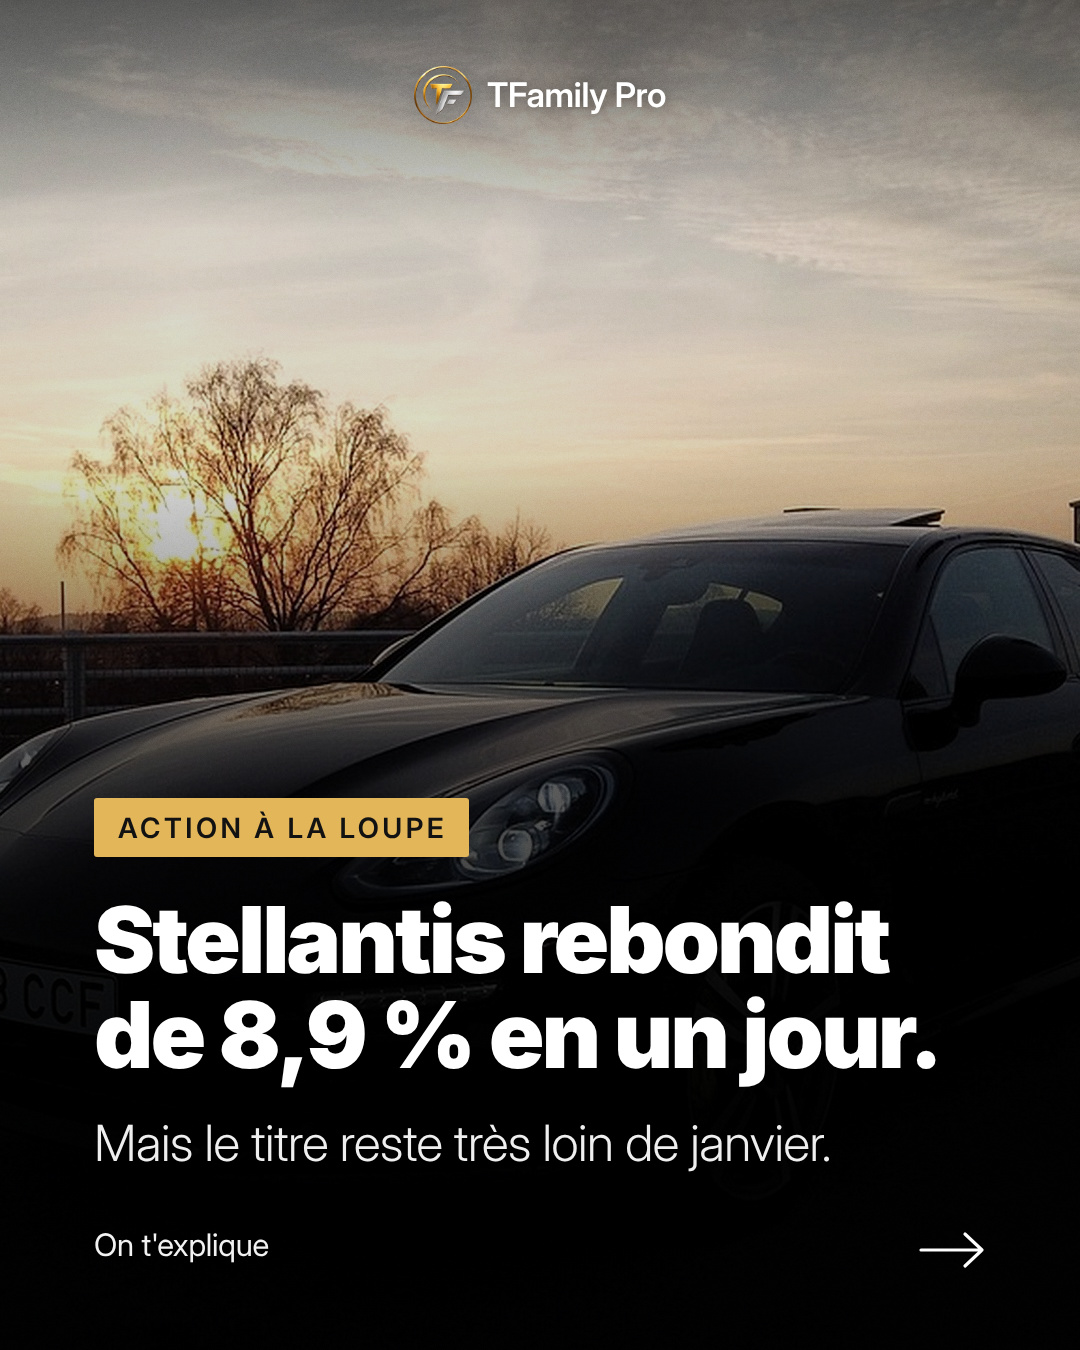 TFamily Pro
ACTION À LA LOUPE
Stellantis rebondit
de 8,9 % en un jour.
Mais le titre reste très loin de janvier.
On t'explique